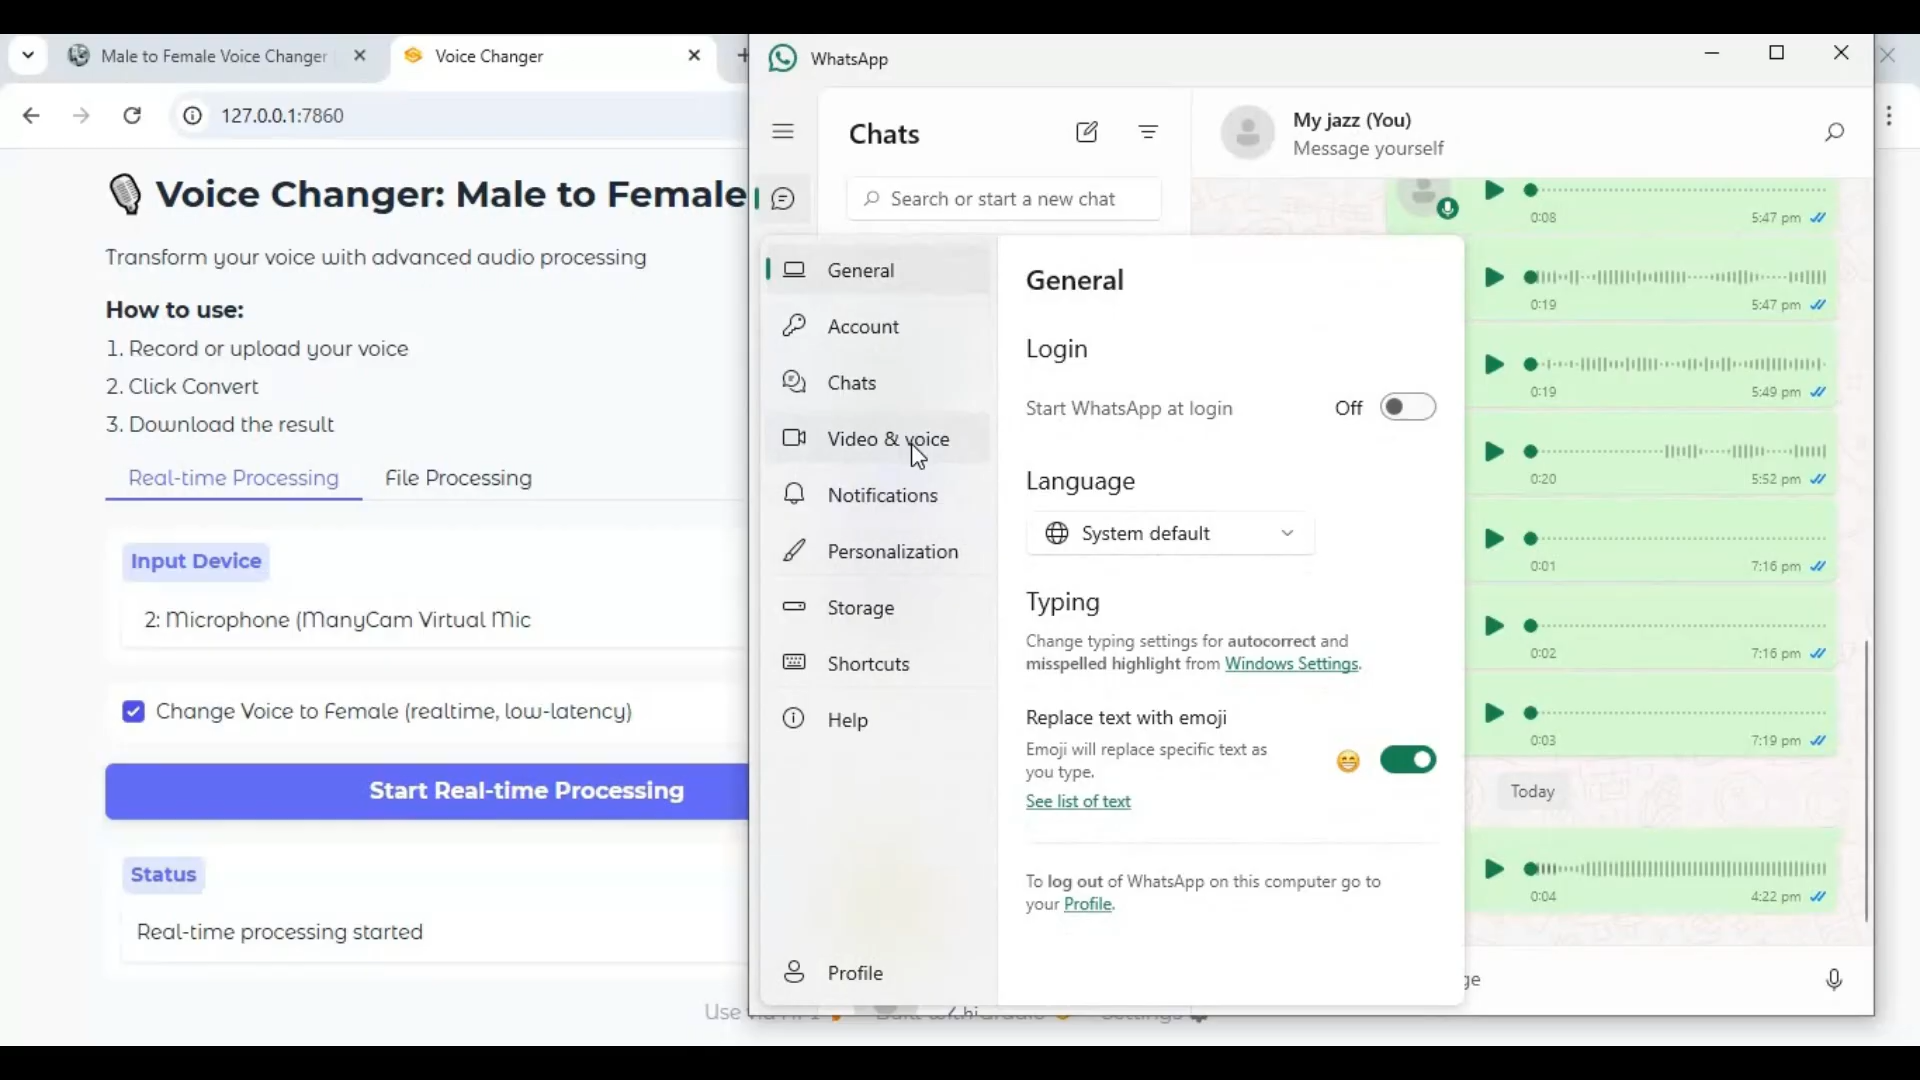 Male to Female Voice Changer
Voice Changer
127.0.0.1:7860
Voice Changer: Male to Female
Transform your voice with advanced audio processing
How to use:
1. Record or upload your voice
2. Click Convert
3. Download the result
Real-time Processing
File Processing
Input Device
2: Microphone (ManyCam Virtual Mic
Change Voice to Female (realtime, low-latency)
Start Real-time Processing
Status
Real-time processing started
Use
Settings
WhatsApp
Chats
Search or start a new chat
General
Account
Chats
Video & voice
Notifications
Personalization
Storage
Shortcuts
Help
Profile
General
Login
Start WhatsApp at login
Off
Language
System default
Typing
Change typing settings for autocorrect and
misspelled highlight from Windows Settings.
Replace text with emoji
Emoji will replace specific text as
you type.
See list of text
To log out of WhatsApp on this computer go to
your Profile.
My jazz (You)
Message yourself
0:08 5:47 pm
0:19 5:47 pm
0:19 5:49 pm
0:20 5:52 pm
0:01 7:16 pm
0:02 7:16 pm
0:03 7:19 pm
Today
0:04 4:22 pm